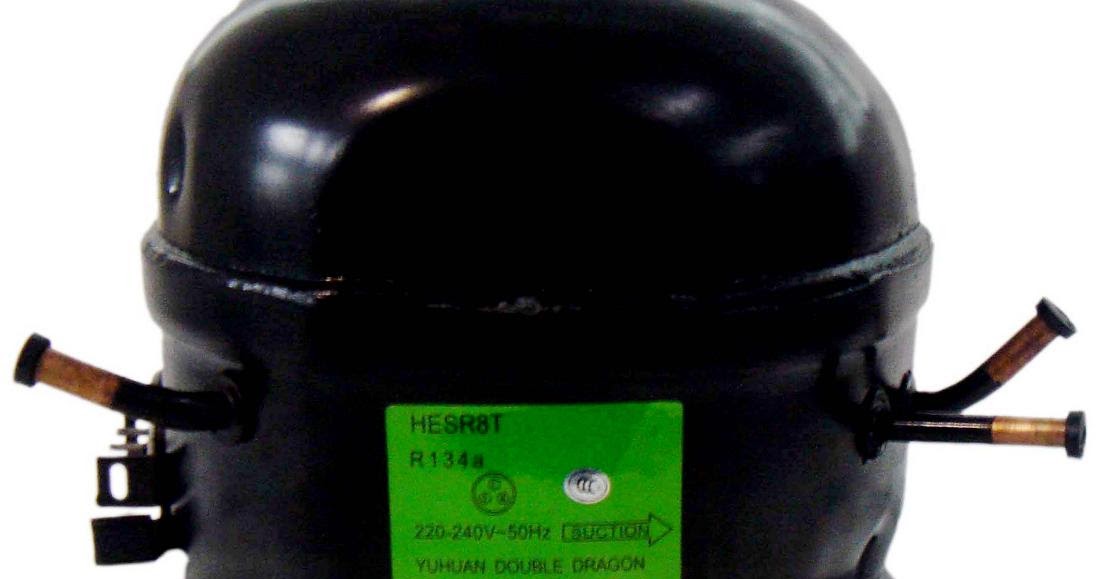 HESR8T
R134a
220-240V~50Hz SUCTION
YUHUAN DOUBLE DRAGON